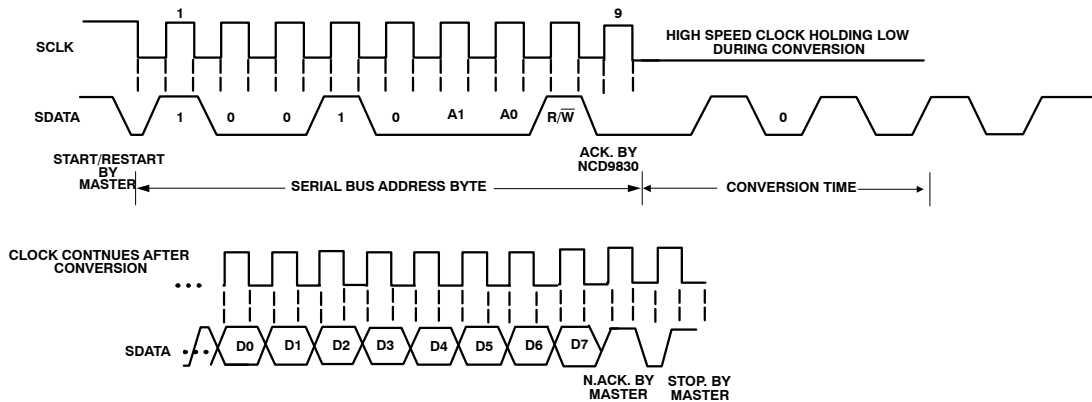 1
9
SCLK
HIGH SPEED CLOCK HOLDING LOW
DURING CONVERSION
SDATA
1 0 0 1 0 A1 A0 R/W̅ 0
START/RESTART
BY
MASTER
ACK. BY
NCD9830
SERIAL BUS ADDRESS BYTE
CONVERSION TIME
CLOCK CONTNUES AFTER
CONVERSION
SDATA
D0 D1 D2 D3 D4 D5 D6 D7
N.ACK. BY
MASTER
STOP. BY
MASTER